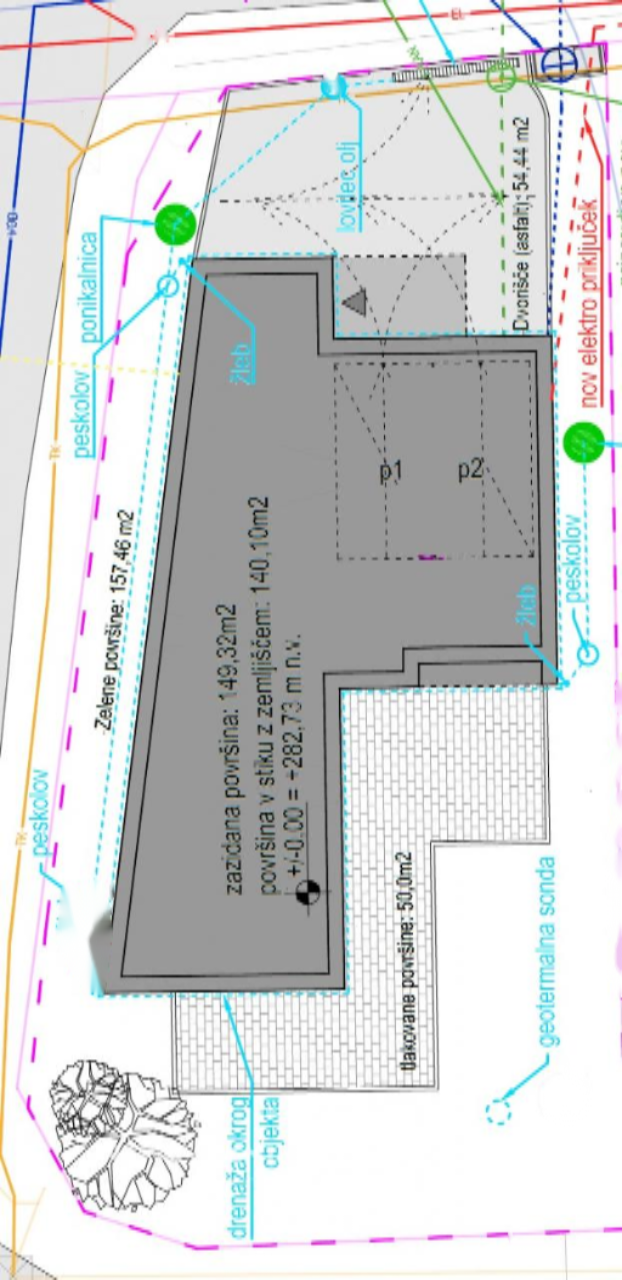 EL
HDD
TK
TK
lovilec olj
Dvorišče (asfalt): 54,44 m2
nov elektro priključek
ponikalnica
peskolov
žleb
p1
p2
Zelene površine: 157,46 m2
zazidana površina: 149,32m2
površina v stiku z zemljiščem: 140,10m2
+/-0.00 = +282,73 m n.v.
žleb
peskolov
peskolov
tlakovane površine: 50,0m2
geotermalna sonda
drenaža okrog
objekta